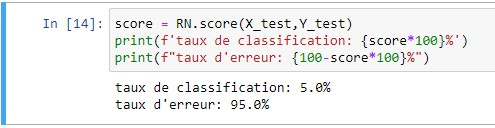 In [14]: score = RN.score(X_test,Y_test)
print(f'taux de classification: {score*100}%')
print(f"taux d'erreur: {100-score*100}%")
taux de classification: 5.0%
taux d'erreur: 95.0%